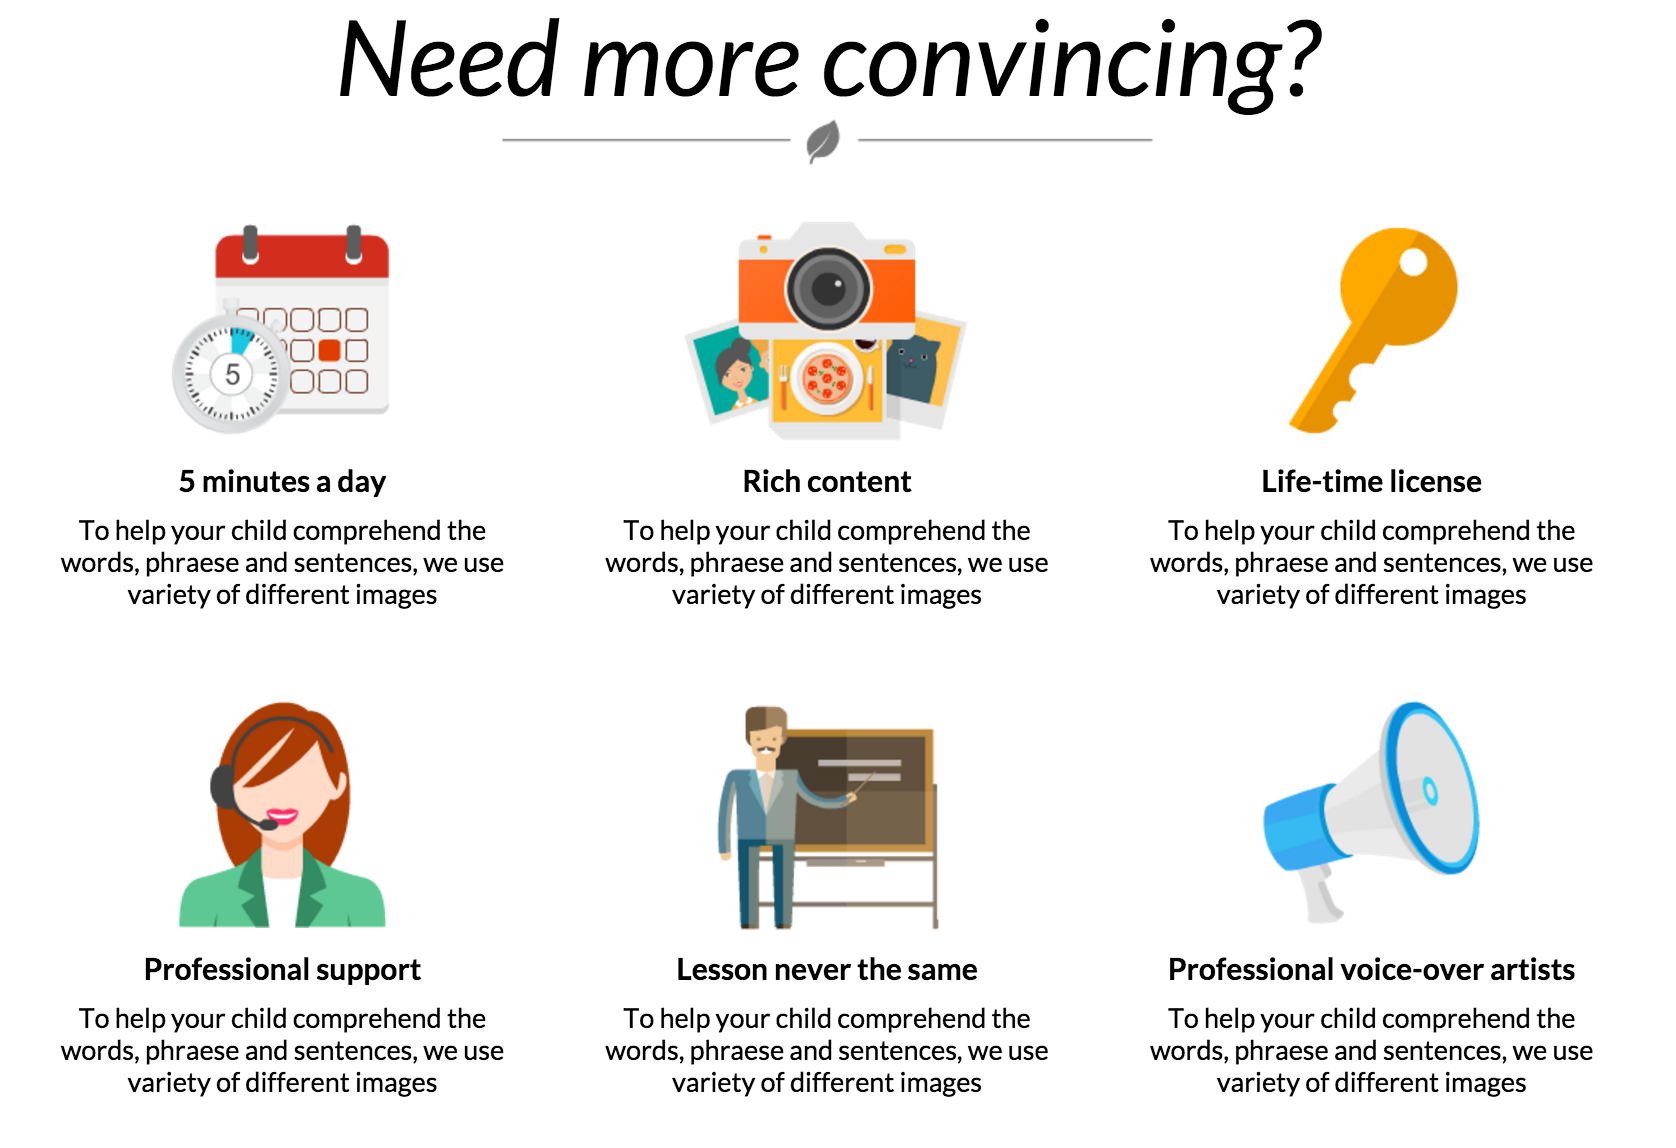 Need more convincing?
5
5 minutes a day
To help your child comprehend the
words, phraese and sentences, we use
variety of different images
Rich content
To help your child comprehend the
words, phraese and sentences, we use
variety of different images
Life-time license
To help your child comprehend the
words, phraese and sentences, we use
variety of different images
Professional support
To help your child comprehend the
words, phraese and sentences, we use
variety of different images
Lesson never the same
To help your child comprehend the
words, phraese and sentences, we use
variety of different images
Professional voice-over artists
To help your child comprehend the
words, phraese and sentences, we use
variety of different images